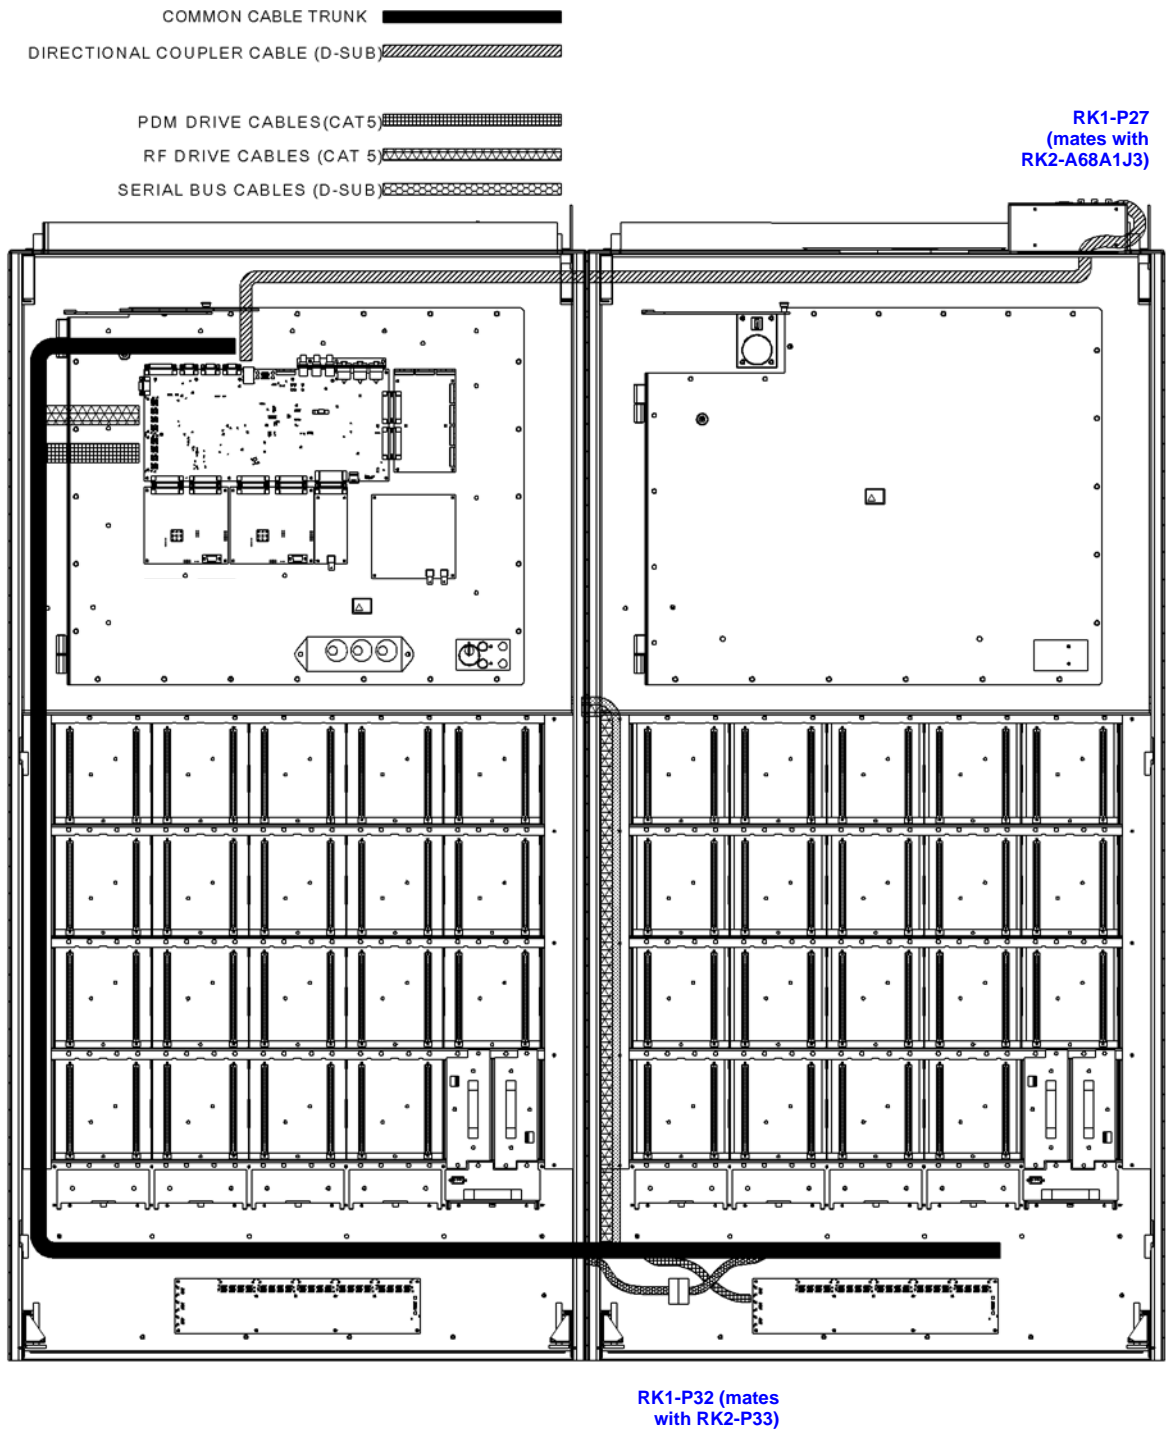 COMMON CABLE TRUNK
DIRECTIONAL COUPLER CABLE (D-SUB)
PDM DRIVE CABLES(CAT5)
RF DRIVE CABLES (CAT 5)
SERIAL BUS CABLES (D-SUB)
RK1-P27
(mates with
RK2-A68A1J3)
RK1-P32 (mates
with RK2-P33)